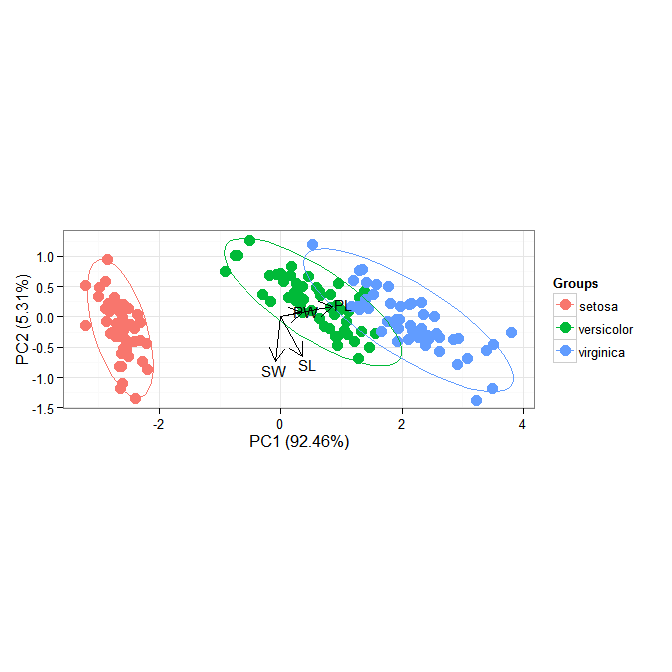 1.0
0.5
0.0
-0.5
-1.0
-1.5
PC2 (5.31%)
PW
PL
SW
SL
-2
0
2
4
PC1 (92.46%)
Groups
setosa
versicolor
virginica